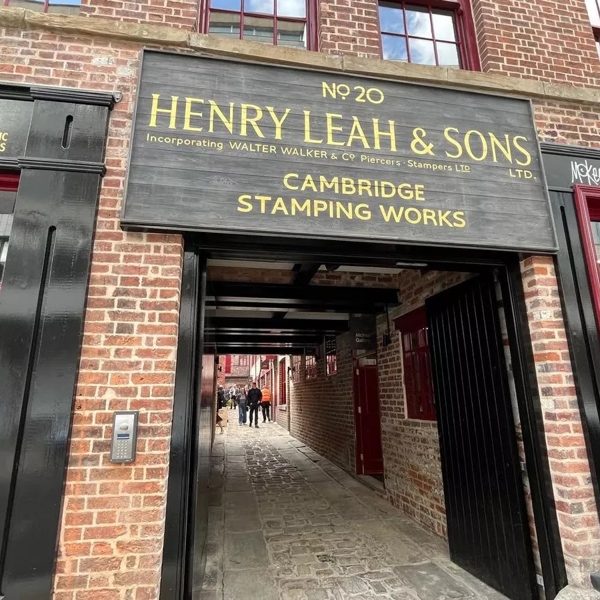 Nº 20
HENRY LEAH & SONS LTD.
Incorporating WALTER WALKER & Cº Piercers · Stampers LTD
CAMBRIDGE
STAMPING WORKS